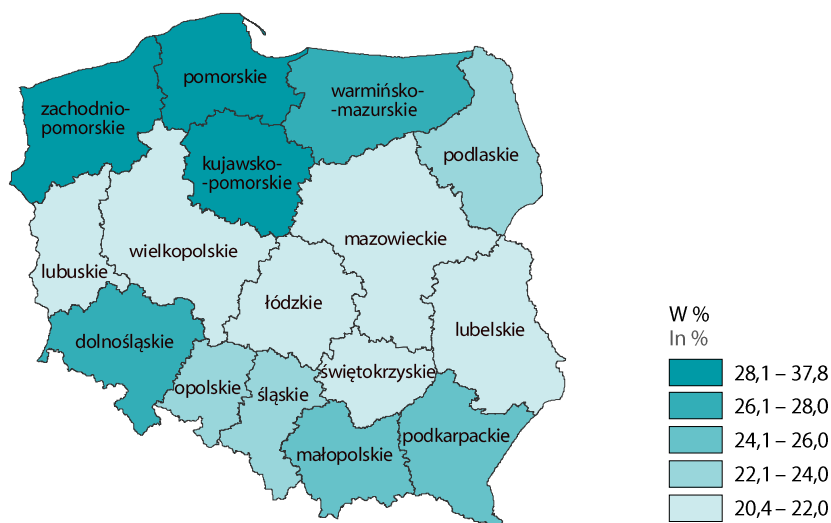 pomorskie
warmińsko-
-mazurskie
zachodnio-
pomorskie
podlaskie
kujawsko-
-pomorskie
mazowieckie
wielkopolskie
lubuskie
łódzkie
lubelskie
dolnośląskie
świętokrzyskie
opolskie
śląskie
podkarpackie
małopolskie
W %
In %
28,1 – 37,8
26,1 – 28,0
24,1 – 26,0
22,1 – 24,0
20,4 – 22,0